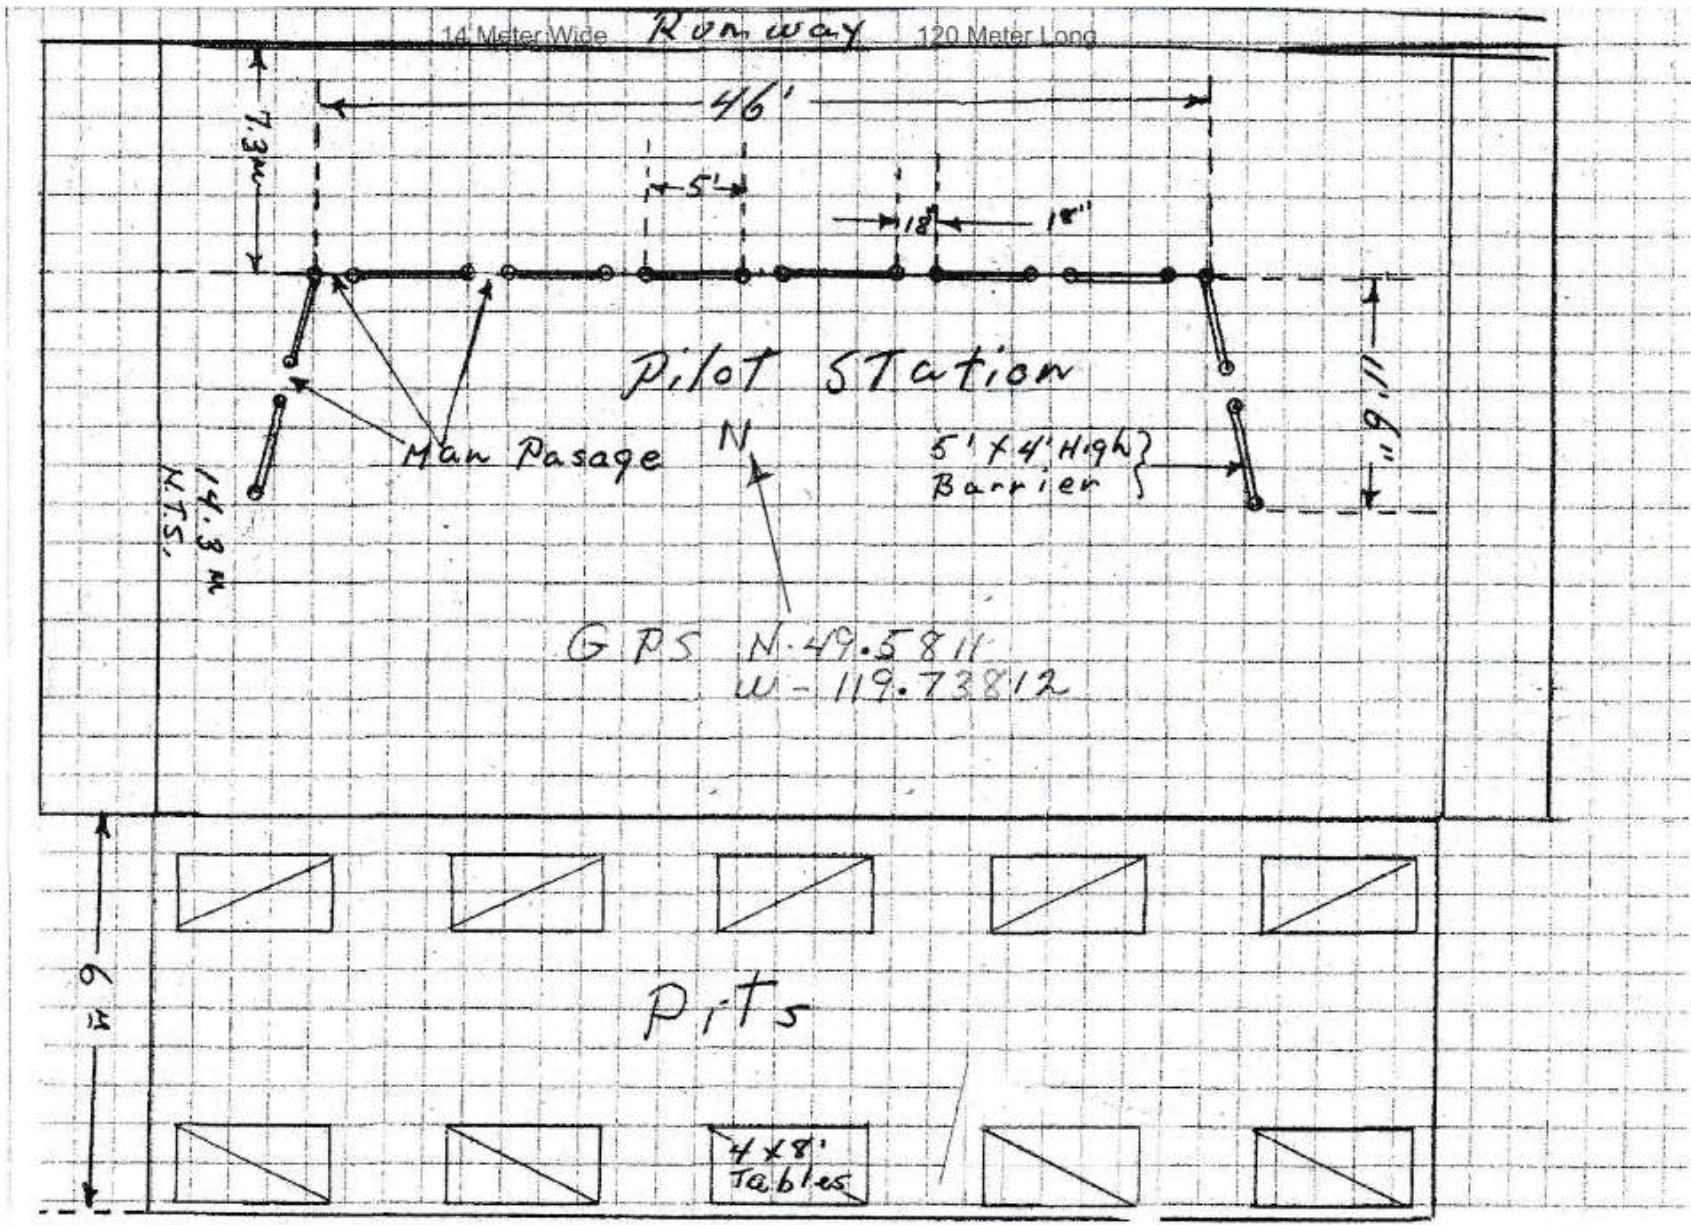 14 Meter Wide Runway 120 Meter Long
46'
7.3 M
5'
18" 18"
Pilot Station
11' 6"
Man Pasage
N
5' X 4' High
Barrier
14.3 M
N.T.S.
GPS N.49.5811
W - 119.73812
6 M
Pits
4 X 8'
Tables